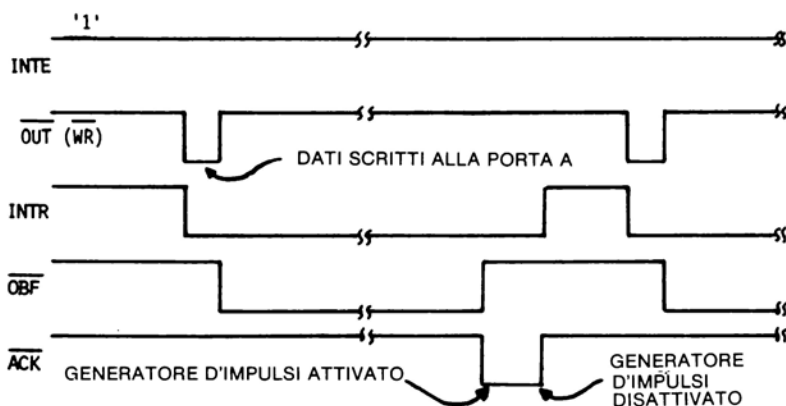 '1'
INTE
OUT (WR)
DATI SCRITTI ALLA PORTA A
INTR
OBF
ACK
GENERATORE D'IMPULSI ATTIVATO
GENERATORE
D'IMPULSI
DISATTIVATO